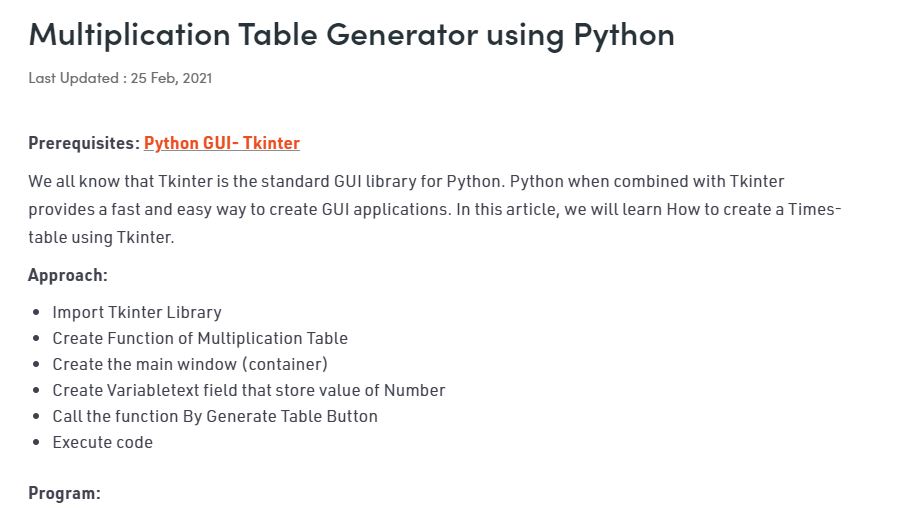 Multiplication Table Generator using Python
Last Updated : 25 Feb, 2021
Prerequisites: Python GUI- Tkinter
We all know that Tkinter is the standard GUI library for Python. Python when combined with Tkinter
provides a fast and easy way to create GUI applications. In this article, we will learn How to create a Times-
table using Tkinter.
Approach:
• Import Tkinter Library
• Create Function of Multiplication Table
• Create the main window (container)
• Create Variabletext field that store value of Number
• Call the function By Generate Table Button
• Execute code
Program: